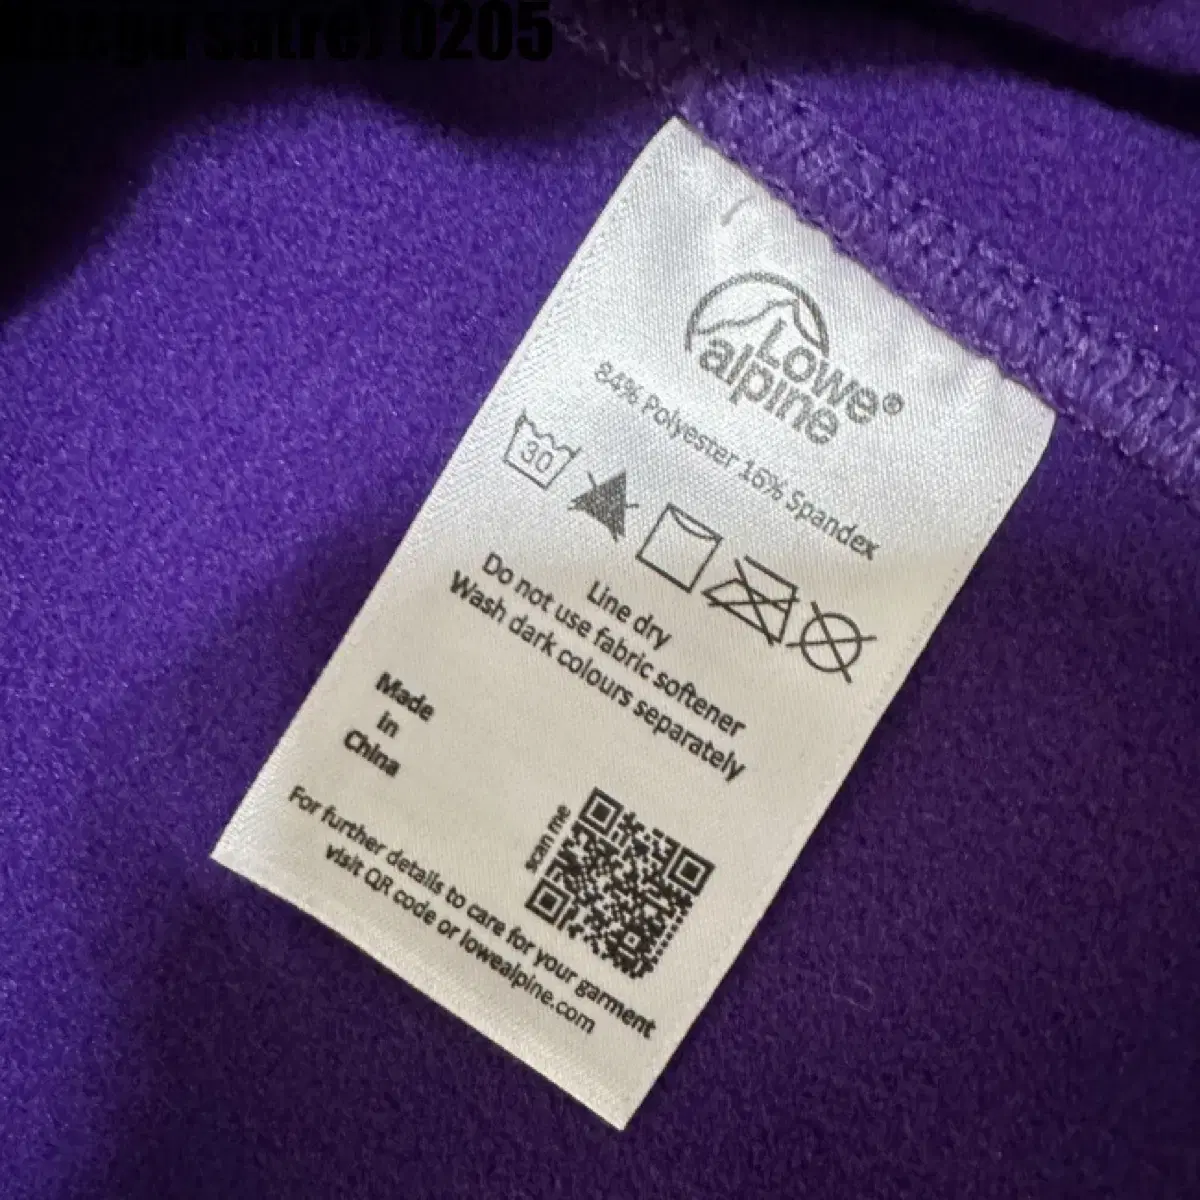 0205
Lowe®
alpine
84% Polyester 16% Spandex
30
Line dry
Do not use fabric softener
Wash dark colours separately
Made
in
China
scan me
For further details to care for your garment
visit QR code or lowealpine.com